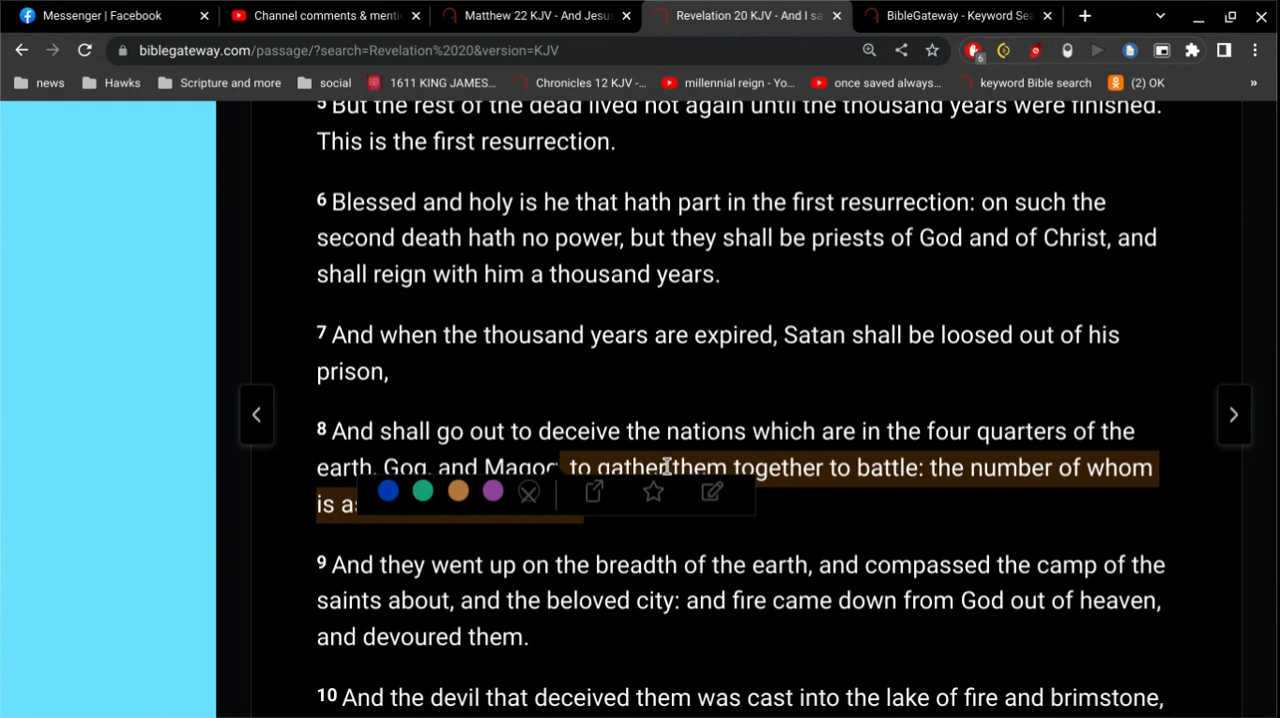 Messenger | Facebook
Channel comments & menti
Matthew 22 KJV - And Jesu
Revelation 20 KJV - And I sa
BibleGateway - Keyword Sea
biblegateway.com/passage/?search=Revelation%2020&version=KJV
6
news
Hawks
Scripture and more
social
1611 KING JAMES...
Chronicles 12 KJV -...
millennial reign - Yo...
once saved always...
keyword Bible search
(2) OK
»
5 But the rest of the dead lived not again until the thousand years were finished.
This is the first resurrection.
6 Blessed and holy is he that hath part in the first resurrection: on such the
second death hath no power, but they shall be priests of God and of Christ, and
shall reign with him a thousand years.
7 And when the thousand years are expired, Satan shall be loosed out of his
prison,
8 And shall go out to deceive the nations which are in the four quarters of the
earth, Gog, and Magog, to gather them together to battle: the number of whom
is as
9 And they went up on the breadth of the earth, and compassed the camp of the
saints about, and the beloved city: and fire came down from God out of heaven,
and devoured them.
10 And the devil that deceived them was cast into the lake of fire and brimstone,